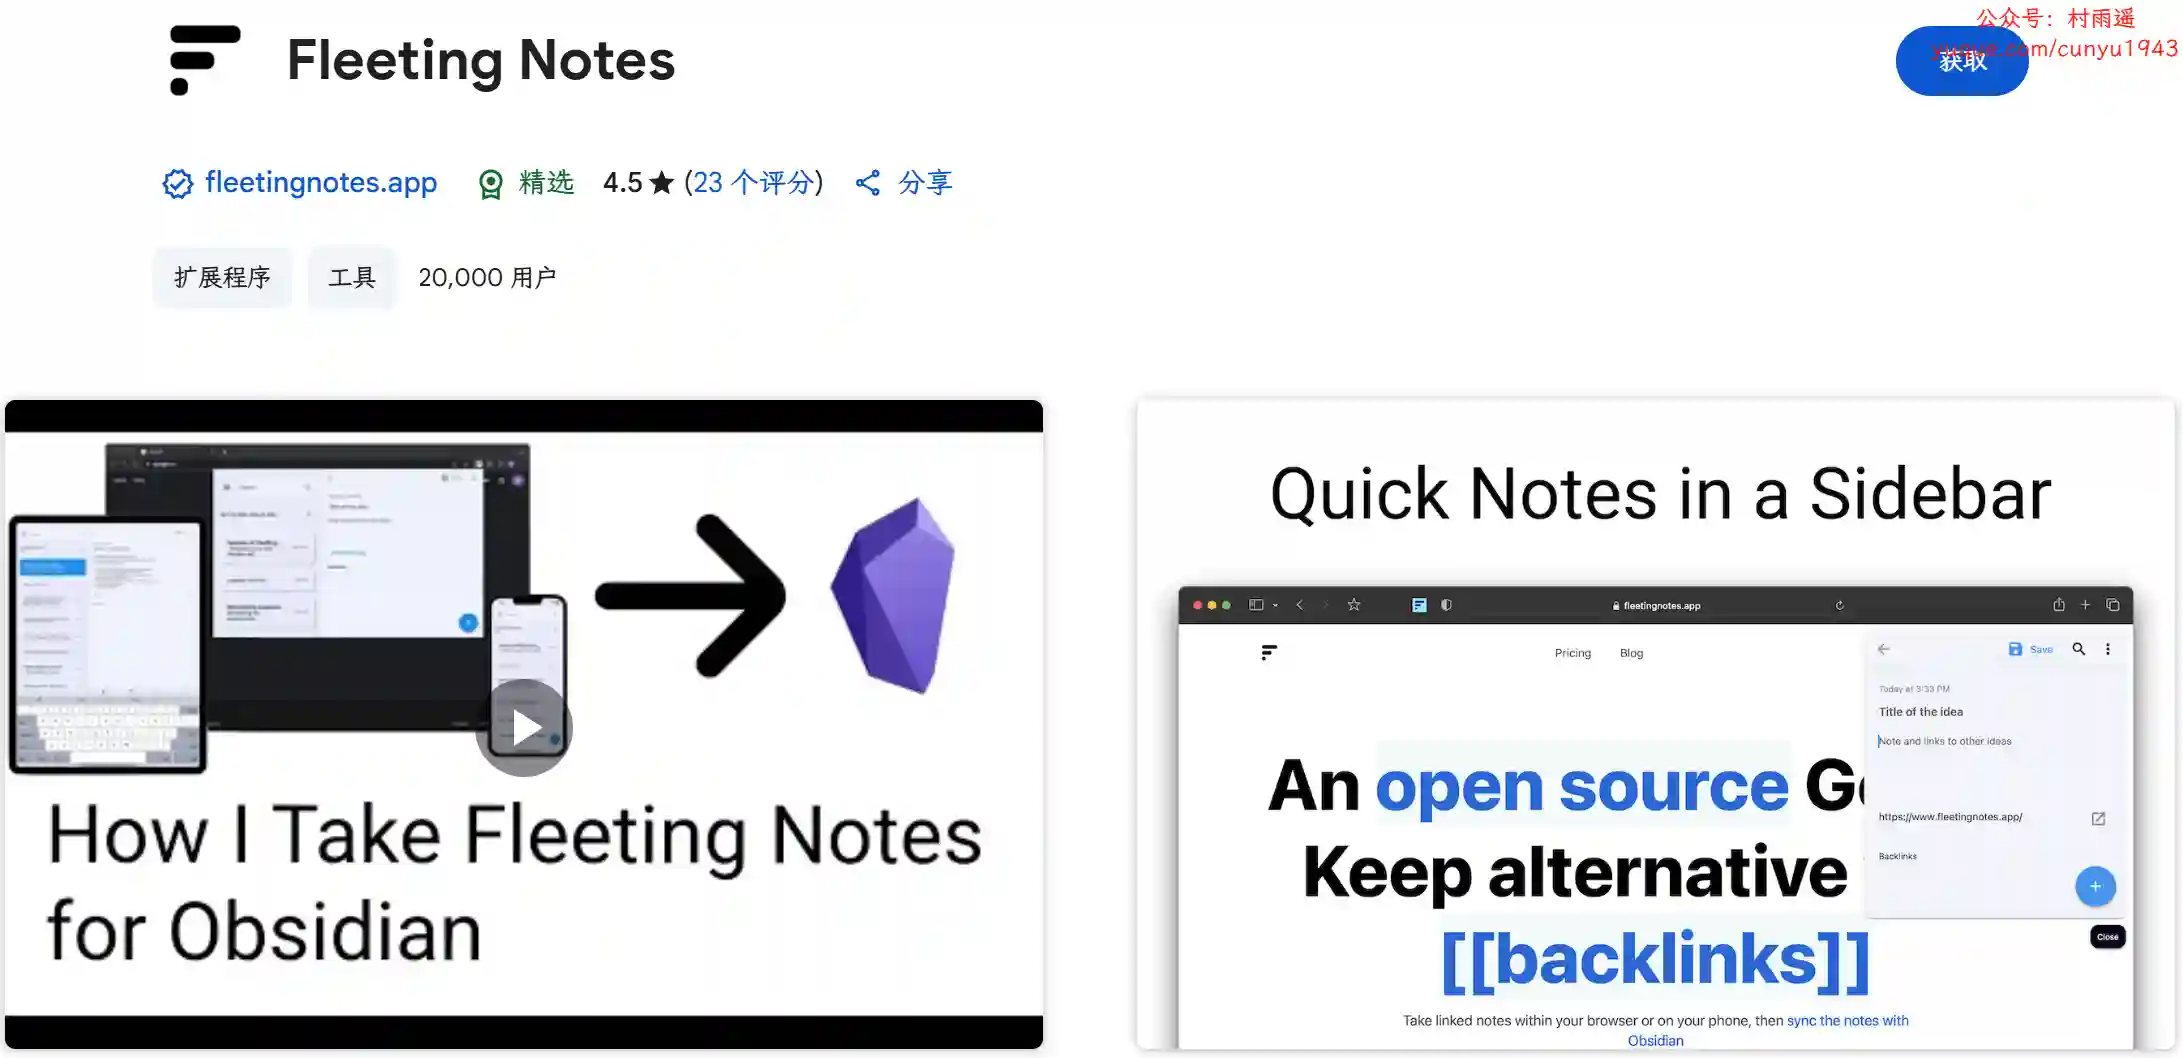 公众号：村雨遥
yuque.com/cunyu1943
Fleeting Notes
获取
fleetingnotes.app 精选 4.5 ★ (23 个评分) 分享
扩展程序 工具 20,000 用户
How I Take Fleeting Notes
for Obsidian
Quick Notes in a Sidebar
fleetingnotes.app
Pricing Blog
Save
Today at 3:33 PM
Title of the idea
Note and links to other ideas
https://www.fleetingnotes.app/
Backlinks
Close
An open source Go
Keep alternative
[[backlinks]]
Take linked notes within your browser or on your phone, then sync the notes with
Obsidian